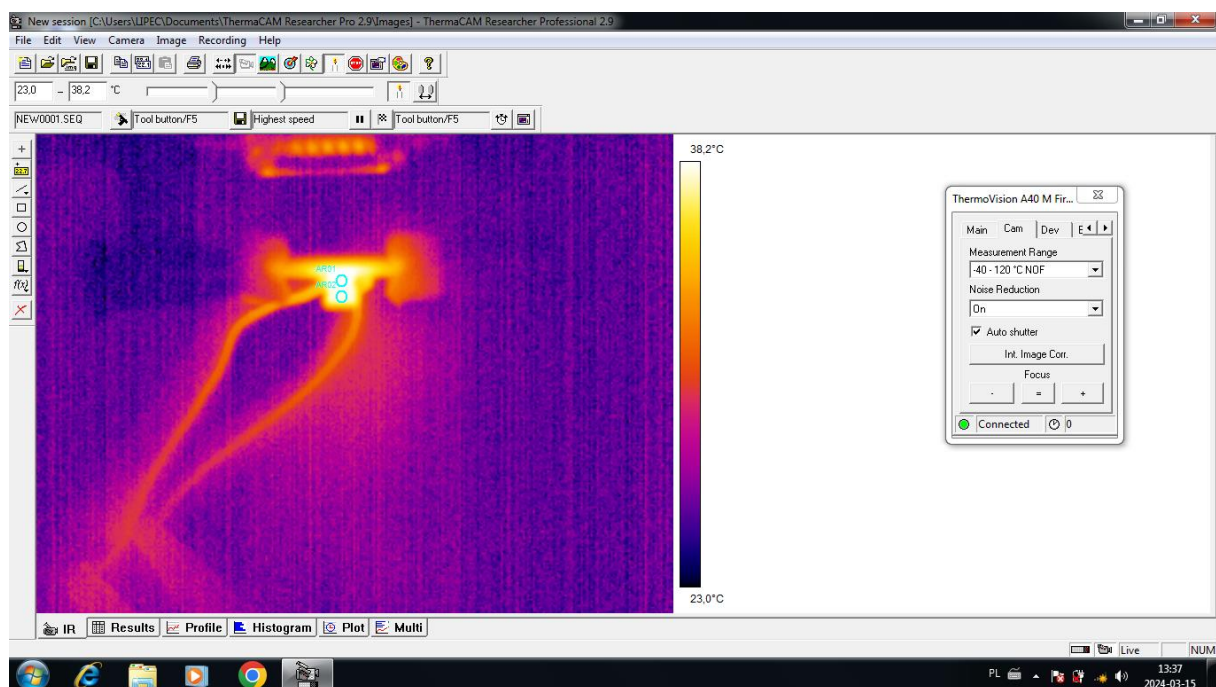 New session [C:\Users\LIPEC\Documents\ThermaCAM Researcher Pro 2.9\Images] - ThermaCAM Researcher Professional 2.9
File Edit View Camera Image Recording Help
23,0 - 38,2 °C
NEW0001.SEQ Tool button/F5 Highest speed Tool button/F5
38,2°C
AR01
AR02
23,0°C
ThermoVision A40 M Fir...
Main Cam Dev E
Measurement Range
-40 - 120 °C NOF
Noise Reduction
On
Auto shutter
Int. Image Corr.
Focus
- = +
Connected 0
IR Results Profile Histogram Plot Multi
Live NUM
PL 13:37
2024-03-15